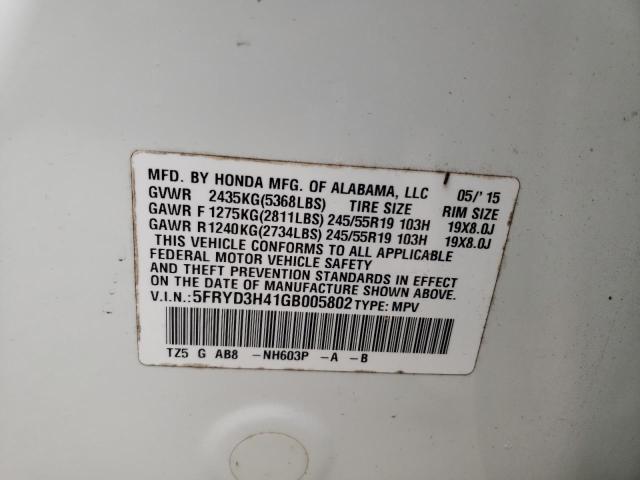 MFD. BY HONDA MFG. OF ALABAMA, LLC 05/'15
GVWR 2435KG(5368LBS) TIRE SIZE RIM SIZE
GAWR F 1275KG(2811LBS) 245/55R19 103H 19X8.0J
GAWR R1240KG(2734LBS) 245/55R19 103H 19X8.0J
THIS VEHICLE CONFORMS TO ALL APPLICABLE
FEDERAL MOTOR VEHICLE SAFETY
AND THEFT PREVENTION STANDARDS IN EFFECT
ON THE DATE OF MANUFACTURE SHOWN ABOVE.
V.I.N.:5FRYD3H41GB005802 TYPE: MPV
TZ5 G AB8 -NH603P -A -B